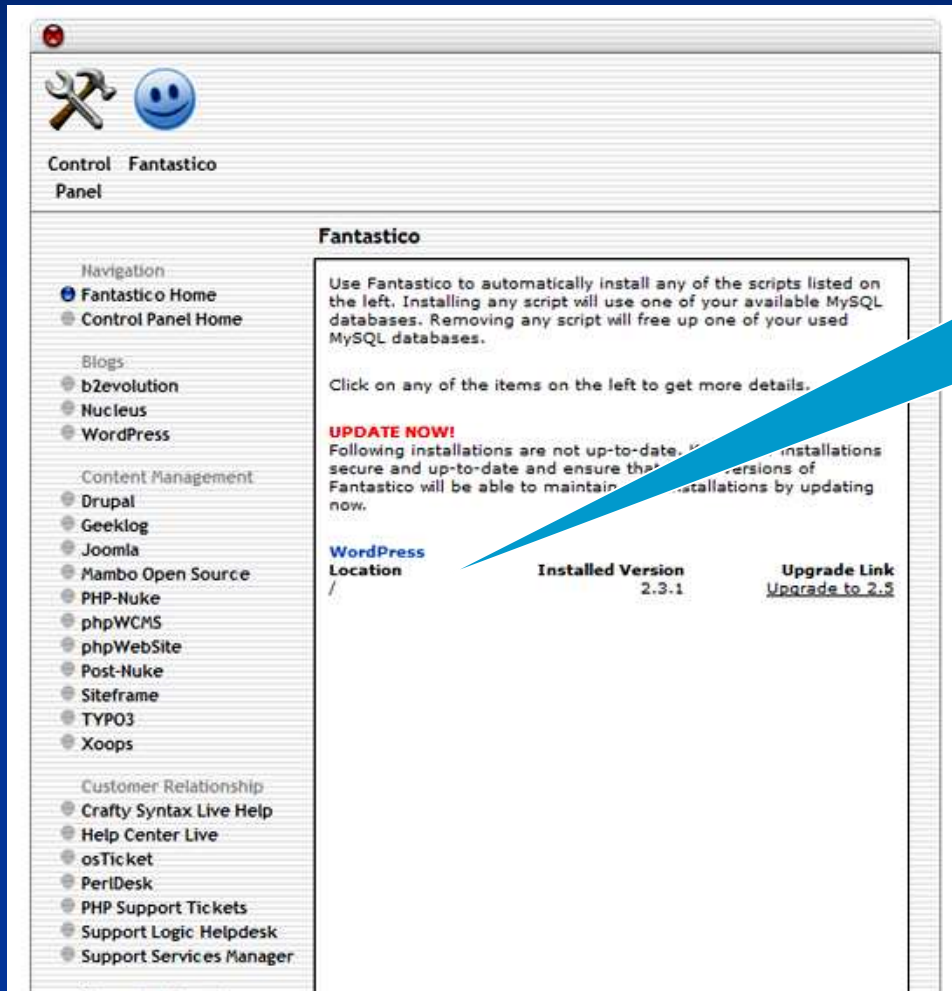 Control Fantastico
Panel
Fantastico
Navigation
Fantastico Home
Control Panel Home
Blogs
b2evolution
Nucleus
WordPress
Content Management
Drupal
Geeklog
Joomla
Mambo Open Source
PHP-Nuke
phpWCMS
phpWebSite
Post-Nuke
Siteframe
TYPO3
Xoops
Customer Relationship
Crafty Syntax Live Help
Help Center Live
osTicket
PerlDesk
PHP Support Tickets
Support Logic Helpdesk
Support Services Manager
Use Fantastico to automatically install any of the scripts listed on
the left. Installing any script will use one of your available MySQL
databases. Removing any script will free up one of your used
MySQL databases.
Click on any of the items on the left to get more details.
UPDATE NOW!
Following installations are not up-to-date. installations
secure and up-to-date and ensure that versions of
Fantastico will be able to maintain installations by updating
now.
WordPress
Location Installed Version Upgrade Link
/ 2.3.1 Upgrade to 2.5